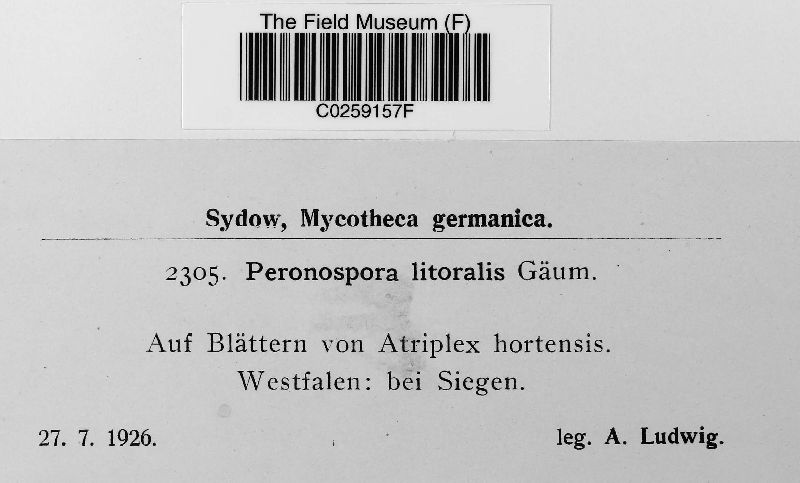 The Field Museum (F)
C0259157F
Sydow, Mycotheca germanica.
2305. Peronospora litoralis Gäum.
Auf Blättern von Atriplex hortensis.
Westfalen: bei Siegen.
27. 7. 1926. leg. A. Ludwig.